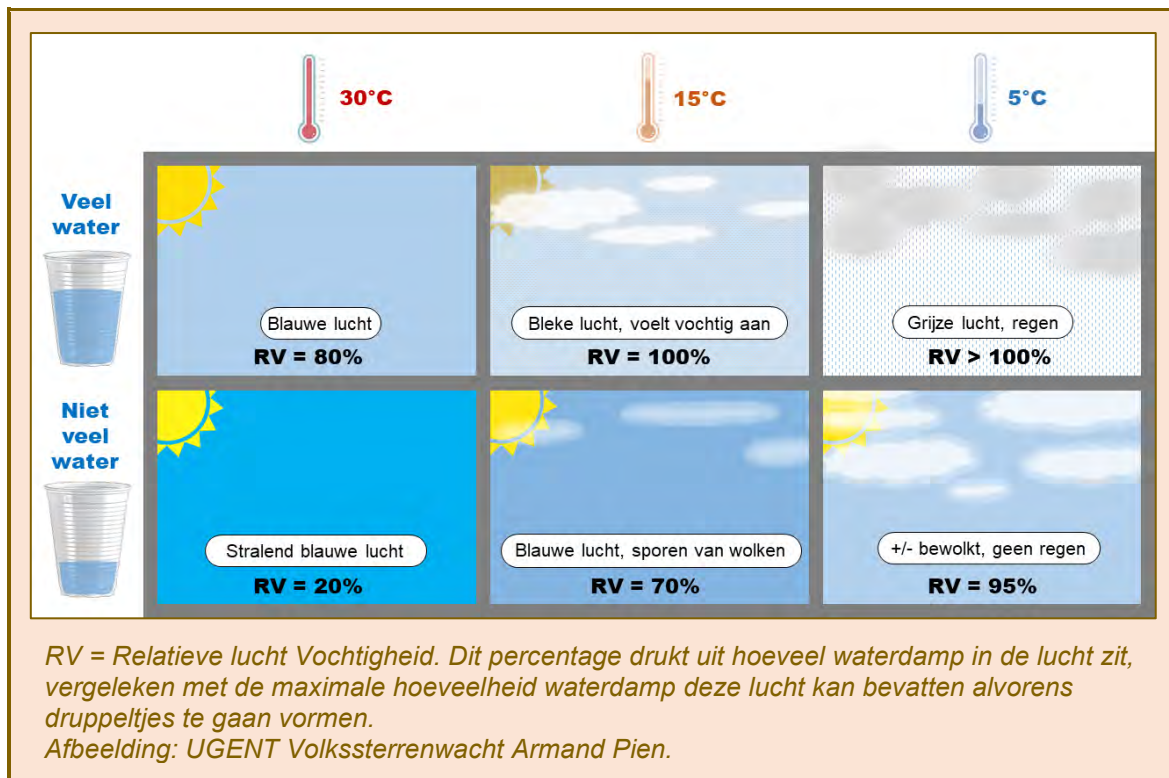 30°C
15°C
5°C
Veel
water
Blauwe lucht
RV = 80%
Bleke lucht, voelt vochtig aan
RV = 100%
Grijze lucht, regen
RV > 100%
Niet
veel
water
Stralend blauwe lucht
RV = 20%
Blauwe lucht, sporen van wolken
RV = 70%
+/- bewolkt, geen regen
RV = 95%
RV = Relatieve lucht Vochtigheid. Dit percentage drukt uit hoeveel waterdamp in de lucht zit,
vergeleken met de maximale hoeveelheid waterdamp deze lucht kan bevatten alvorens
druppeltjes te gaan vormen.
Afbeelding: UGENT Volkssterrenwacht Armand Pien.